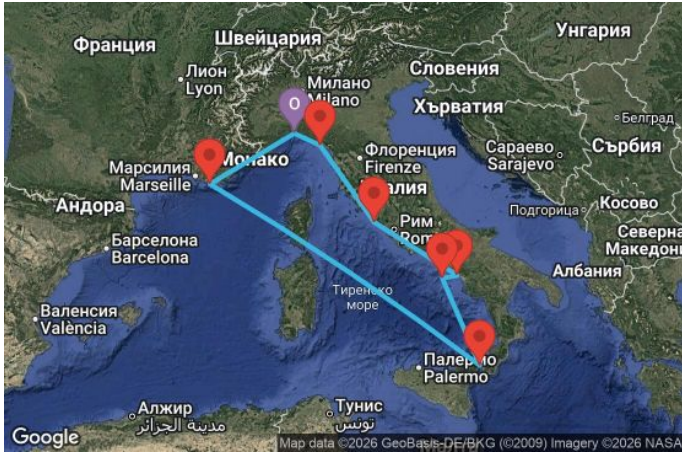 Франция
Швейцария
Унгария
Лион
Lyon
Милано
Milano
Словения
Хърватия
Белград
О
Монако
Марсилия
Marseille
Флоренция
Firenze
Сараево
Sarajevo
Сърбия
Андора
Италия
Рим
Rom
Подгорица
Косово
Северна
Македон
Барселона
Barcelona
Албания
Тиренско
море
Валенсия
València
Палермо
Palermo
Алжир
مدينة الجزائر
Тунис
تونس
Google
Map data ©2026 GeoBasis-DE/BKG (©2009) Imagery ©2026 NASA